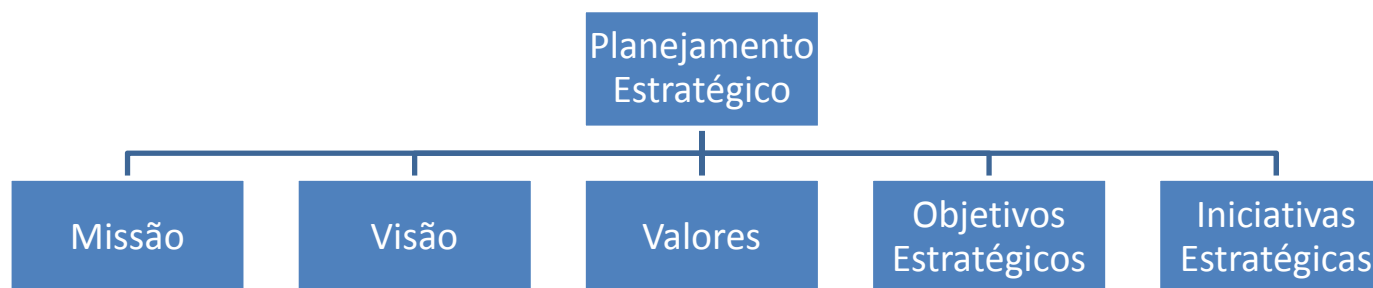 Planejamento
Estratégico
Missão
Visão
Valores
Objetivos
Estratégicos
Iniciativas
Estratégicas